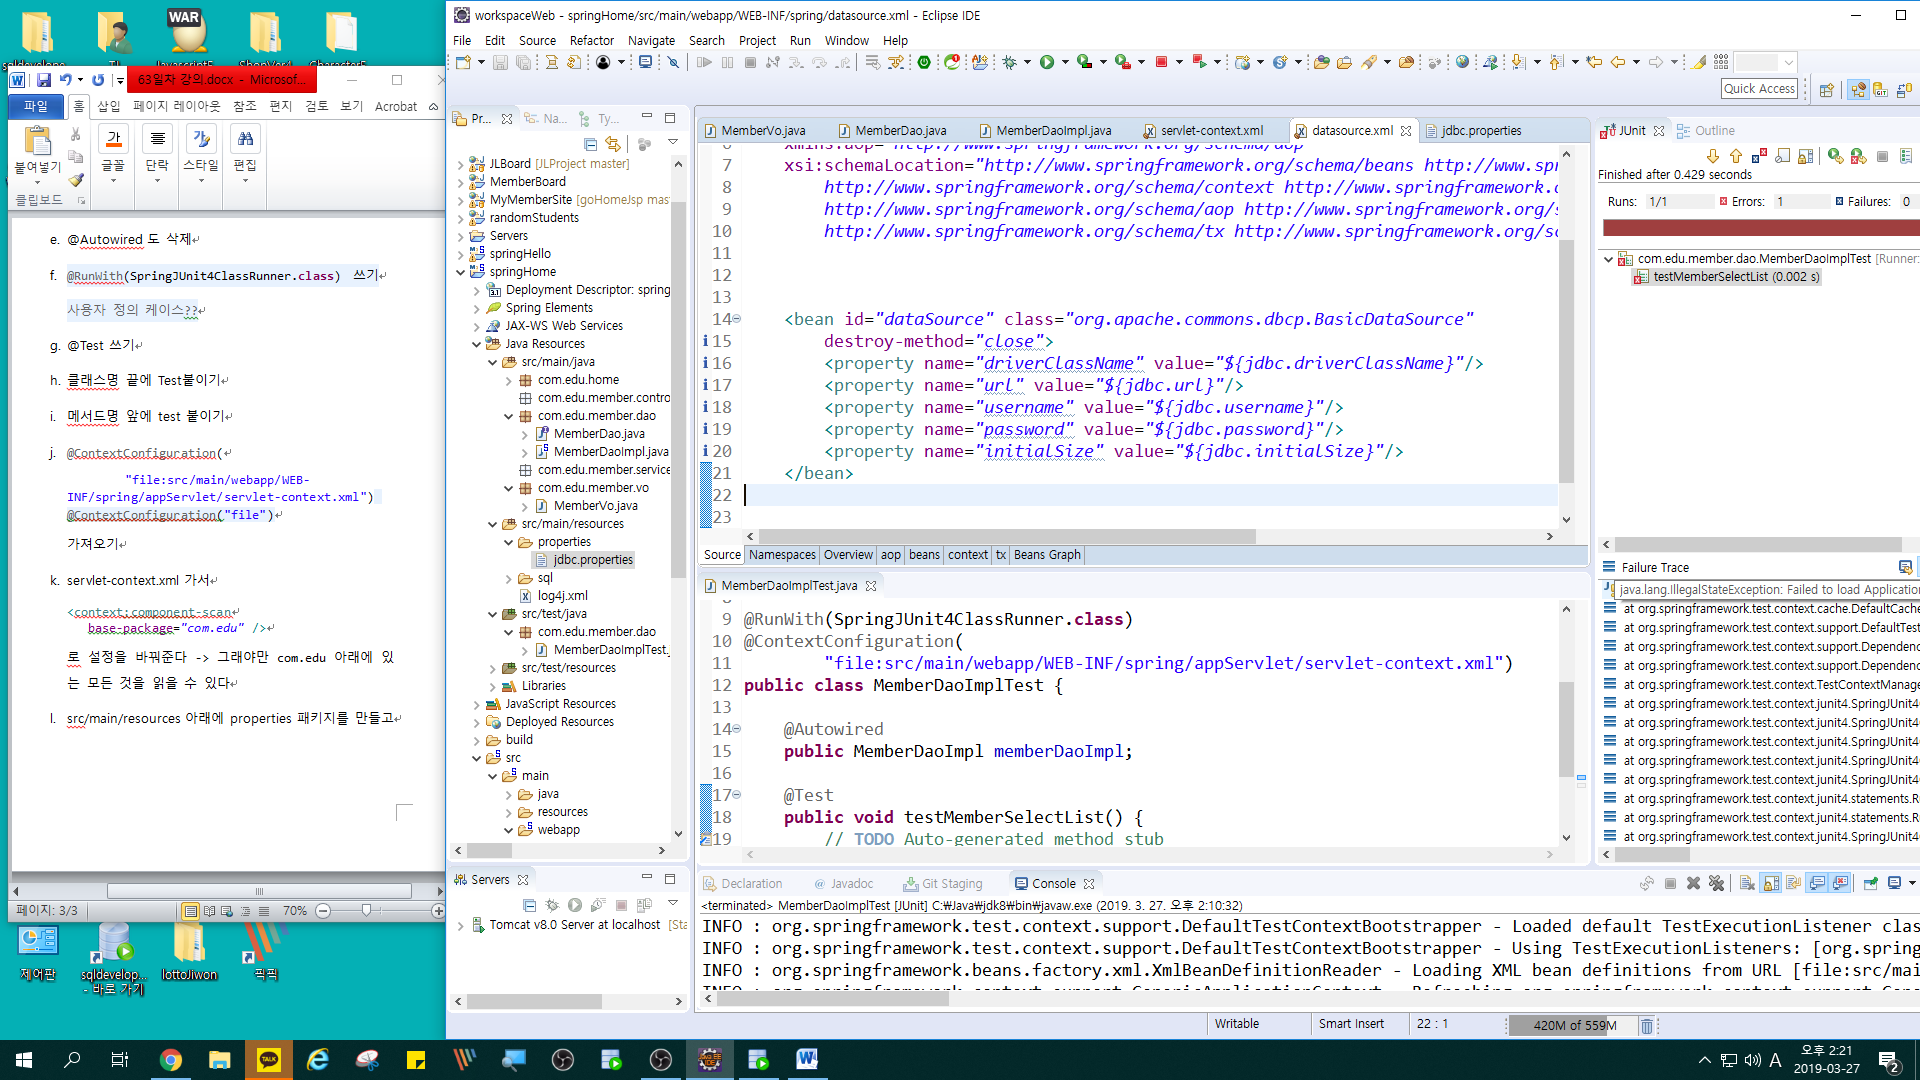 WAR
workspaceWeb - springHome/src/main/webapp/WEB-INF/spring/datasource.xml - Eclipse IDE
File Edit Source Refactor Navigate Search Project Run Window Help
Quick Access
63일자 강의.docx - Microsof...
파일 홈 삽입 페이지 레이아웃 참조 편지 검토 보기 Acrobat
붙여넣기 글꼴 단락 스타일 편집
클립보드
e. @Autowired 도 삭제
f. @RunWith(SpringJUnit4ClassRunner.class) 쓰기
사용자 정의 케이스??
g. @Test 쓰기
h. 클래스명 끝에 Test붙이기
i. 메서드명 앞에 test 붙이기
j. @ContextConfiguration(
"file:src/main/webapp/WEB-
INF/spring/appServlet/servlet-context.xml")
@ContextConfiguration("file")
가져오기
k. servlet-context.xml 가서
<context:component-scan
base-package="com.edu" />
로 설정을 바꿔준다 -> 그래야만 com.edu 아래에 있
는 모든 것을 읽을 수 있다
l. src/main/resources 아래에 properties 패키지를 만들고
페이지: 3/3 70%
제어판
sqldevelop...
- 바로 가기
lottoJiwon
픽픽
Pr... Na... Ty...
JLBoard [JLProject master]
MemberBoard
MyMemberSite [goHomeJsp mas
randomStudents
Servers
springHello
springHome
Deployment Descriptor: spring
Spring Elements
JAX-WS Web Services
Java Resources
src/main/java
com.edu.home
com.edu.member.contro
com.edu.member.dao
MemberDao.java
MemberDaoImpl.java
com.edu.member.service
com.edu.member.vo
MemberVo.java
src/main/resources
properties
jdbc.properties
sql
log4j.xml
src/test/java
com.edu.member.dao
MemberDaoImplTest.
src/test/resources
Libraries
JavaScript Resources
Deployed Resources
build
src
main
java
resources
webapp
Servers
Tomcat v8.0 Server at localhost [Sta
MemberVo.java MemberDao.java MemberDaoImpl.java servlet-context.xml datasource.xml jdbc.properties
6 xmlns:aop="http://www.springframework.org/schema/aop"
7 xsi:schemaLocation="http://www.springframework.org/schema/beans http://www.spr
8 http://www.springframework.org/schema/context http://www.springframework.o
9 http://www.springframework.org/schema/aop http://www.springframework.org/s
10 http://www.springframework.org/schema/tx http://www.springframework.org/sc
11
12
13
14 <bean id="dataSource" class="org.apache.commons.dbcp.BasicDataSource"
15 destroy-method="close">
16 <property name="driverClassName" value="${jdbc.driverClassName}"/>
17 <property name="url" value="${jdbc.url}"/>
18 <property name="username" value="${jdbc.username}"/>
19 <property name="password" value="${jdbc.password}"/>
20 <property name="initialSize" value="${jdbc.initialSize}"/>
21 </bean>
22
23
Source Namespaces Overview aop beans context tx Beans Graph
MemberDaoImplTest.java
8
9 @RunWith(SpringJUnit4ClassRunner.class)
10 @ContextConfiguration(
11 "file:src/main/webapp/WEB-INF/spring/appServlet/servlet-context.xml")
12 public class MemberDaoImplTest {
13
14 @Autowired
15 public MemberDaoImpl memberDaoImpl;
16
17 @Test
18 public void testMemberSelectList() {
19 // TODO Auto-generated method stub
Declaration Javadoc Git Staging Console
<terminated> MemberDaoImplTest [JUnit] C:￦Java￦jdk8￦bin￦javaw.exe (2019. 3. 27. 오후 2:10:32)
INFO : org.springframework.test.context.support.DefaultTestContextBootstrapper - Loaded default TestExecutionListener clas
INFO : org.springframework.test.context.support.DefaultTestContextBootstrapper - Using TestExecutionListeners: [org.spring
INFO : org.springframework.beans.factory.xml.XmlBeanDefinitionReader - Loading XML bean definitions from URL [file:src/mai
JUnit Outline
Finished after 0.429 seconds
Runs: 1/1 Errors: 1 Failures: 0
com.edu.member.dao.MemberDaoImplTest [Runner:
testMemberSelectList (0.002 s)
Failure Trace
java.lang.IllegalStateException: Failed to load Application
at org.springframework.test.context.cache.DefaultCache
at org.springframework.test.context.support.DefaultTest
at org.springframework.test.context.support.Dependenc
at org.springframework.test.context.support.Dependenc
at org.springframework.test.context.TestContextManage
at org.springframework.test.context.junit4.SpringJUnit4
at org.springframework.test.context.junit4.SpringJUnit4
at org.springframework.test.context.junit4.SpringJUnit4
at org.springframework.test.context.junit4.SpringJUnit4
at org.springframework.test.context.junit4.SpringJUnit4
at org.springframework.test.context.junit4.statements.R
at org.springframework.test.context.junit4.statements.R
at org.springframework.test.context.junit4.SpringJUnit4
Writable Smart Insert 22 : 1 420M of 559M
TALK
A
오후 2:21
2019-03-27
2